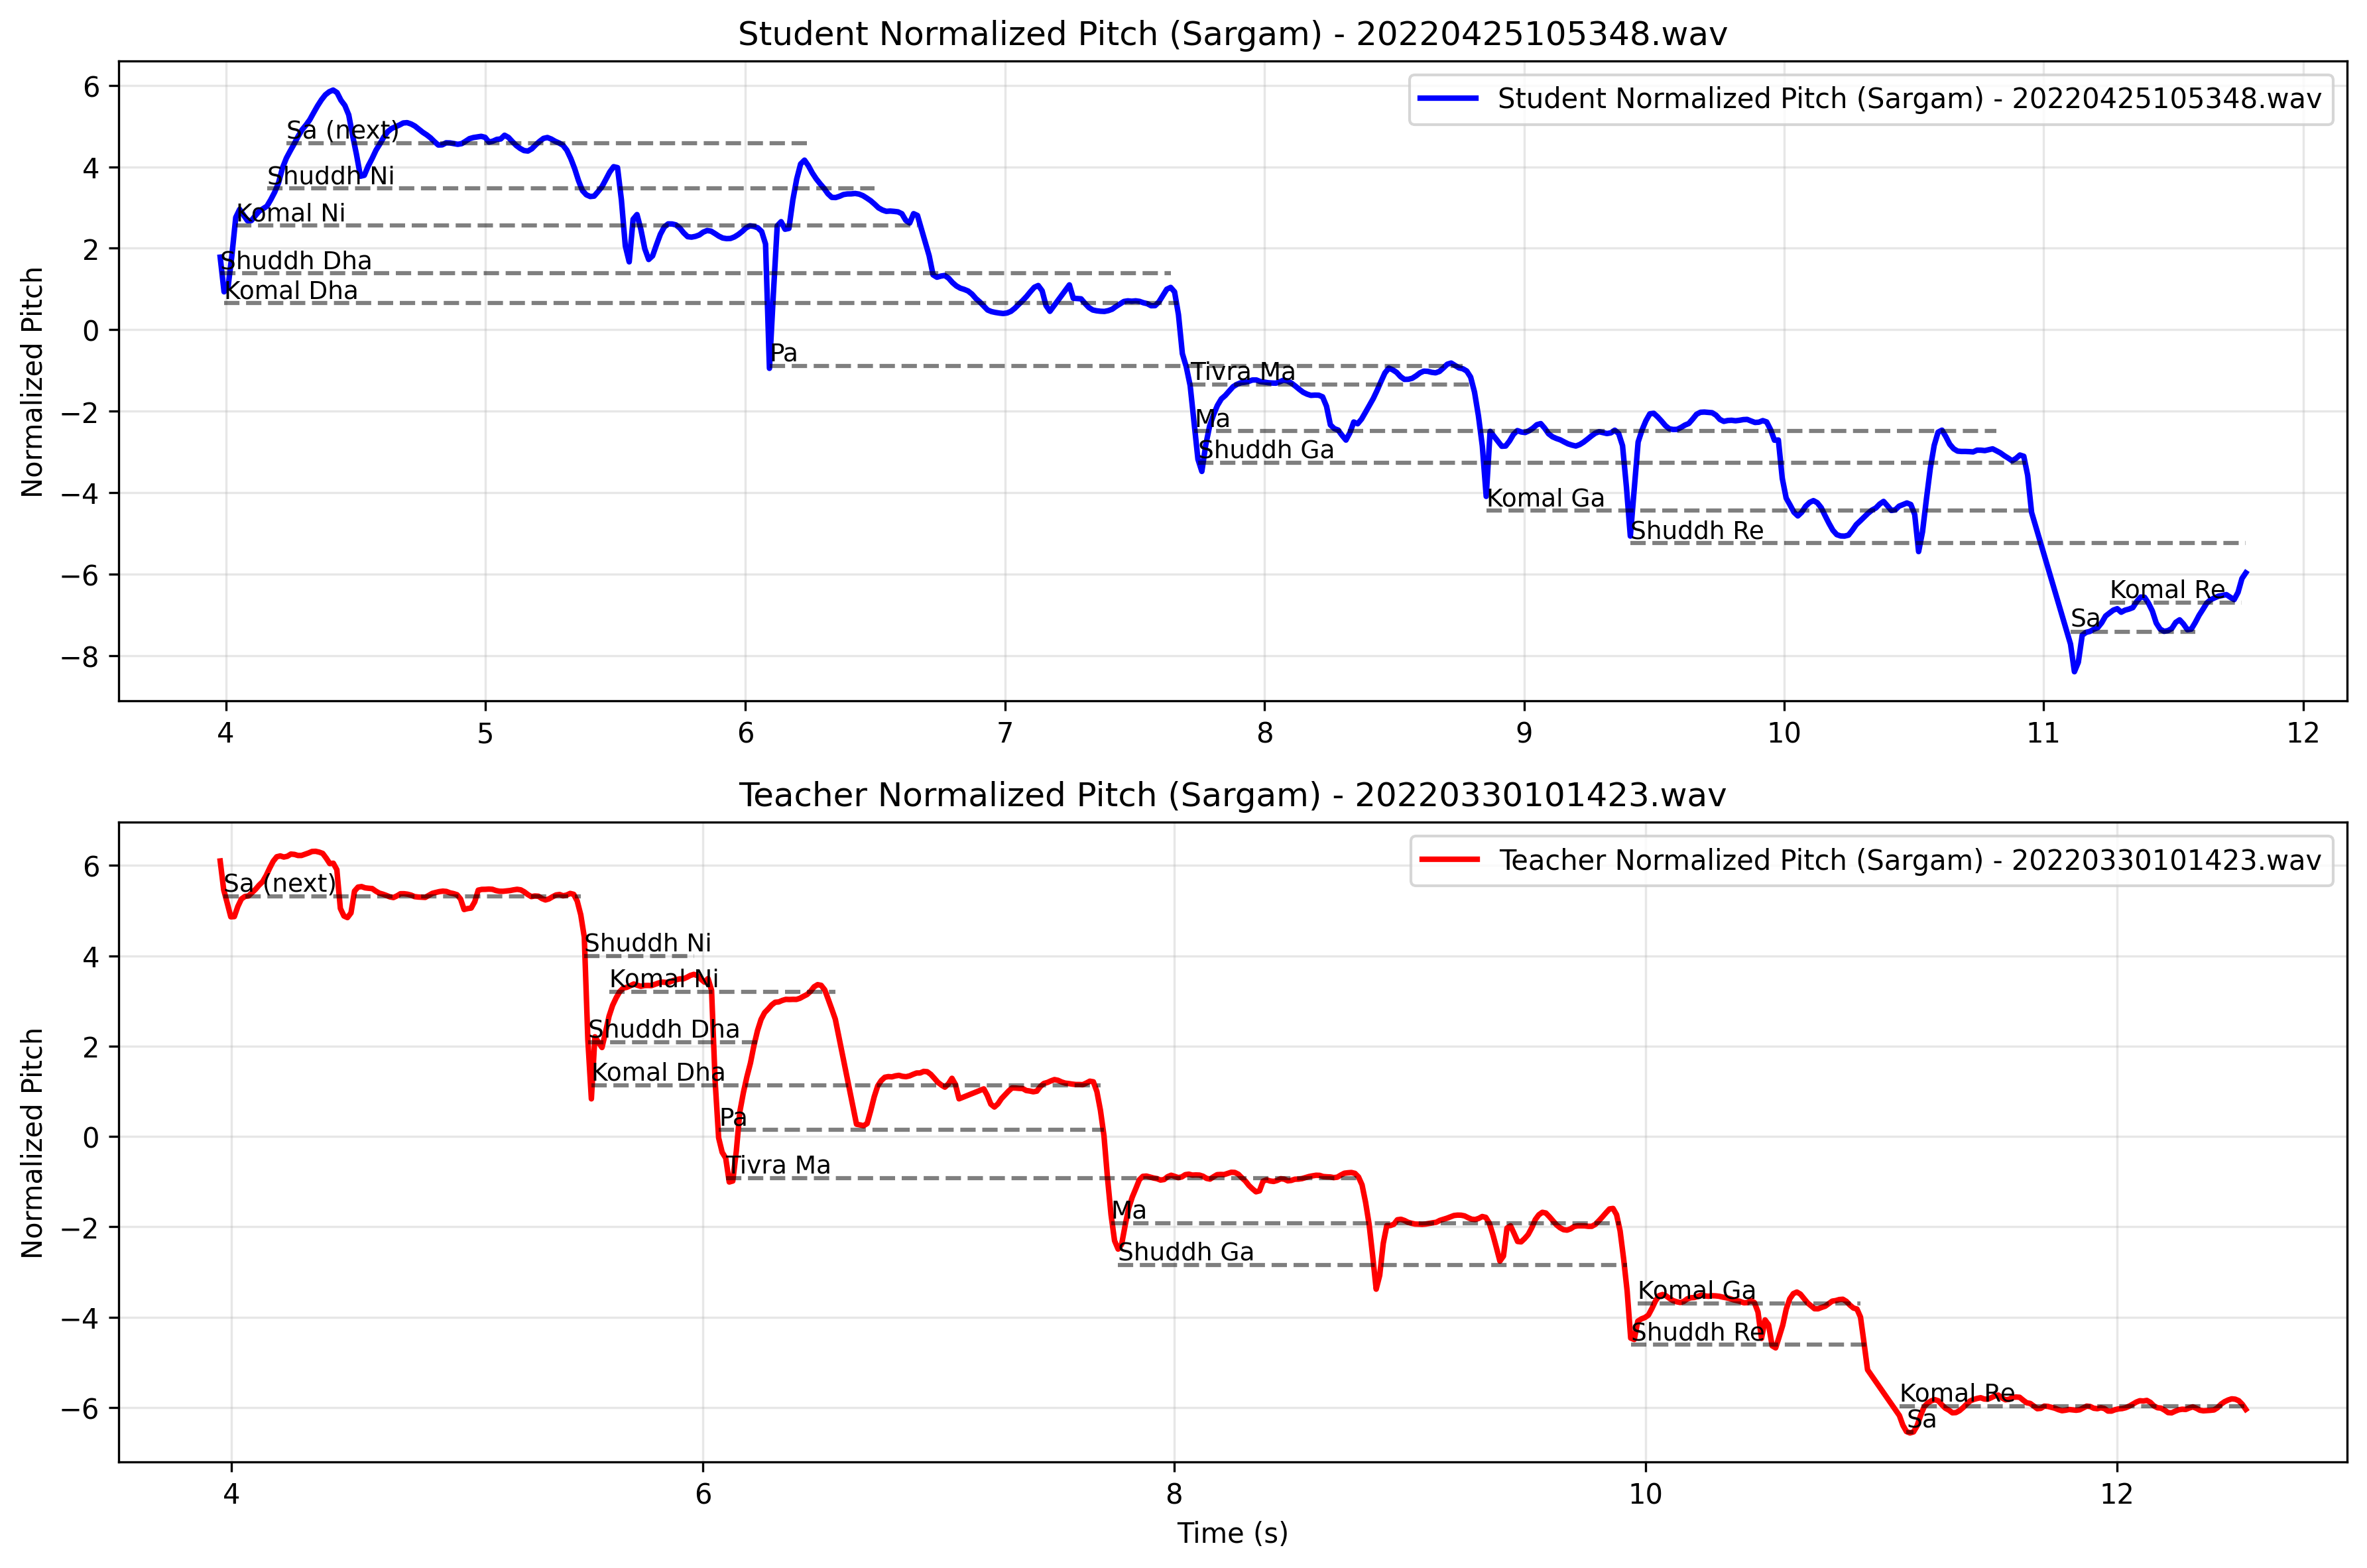 Student Normalized Pitch (Sargam) - 20220425105348.wav
Student Normalized Pitch (Sargam) - 20220425105348.wav
Normalized Pitch
6
4
2
0
−2
−4
−6
−8
Sa (next)
Shuddh Ni
Komal Ni
Shuddh Dha
Komal Dha
Pa
Tivra Ma
Ma
Shuddh Ga
Komal Ga
Shuddh Re
Komal Re
Sa
4 5 6 7 8 9 10 11 12
Teacher Normalized Pitch (Sargam) - 20220330101423.wav
Teacher Normalized Pitch (Sargam) - 20220330101423.wav
Normalized Pitch
6
4
2
0
−2
−4
−6
Sa (next)
Shuddh Ni
Komal Ni
Shuddh Dha
Komal Dha
Pa
Tivra Ma
Ma
Shuddh Ga
Komal Ga
Shuddh Re
Komal Re
Sa
4 6 8 10 12
Time (s)